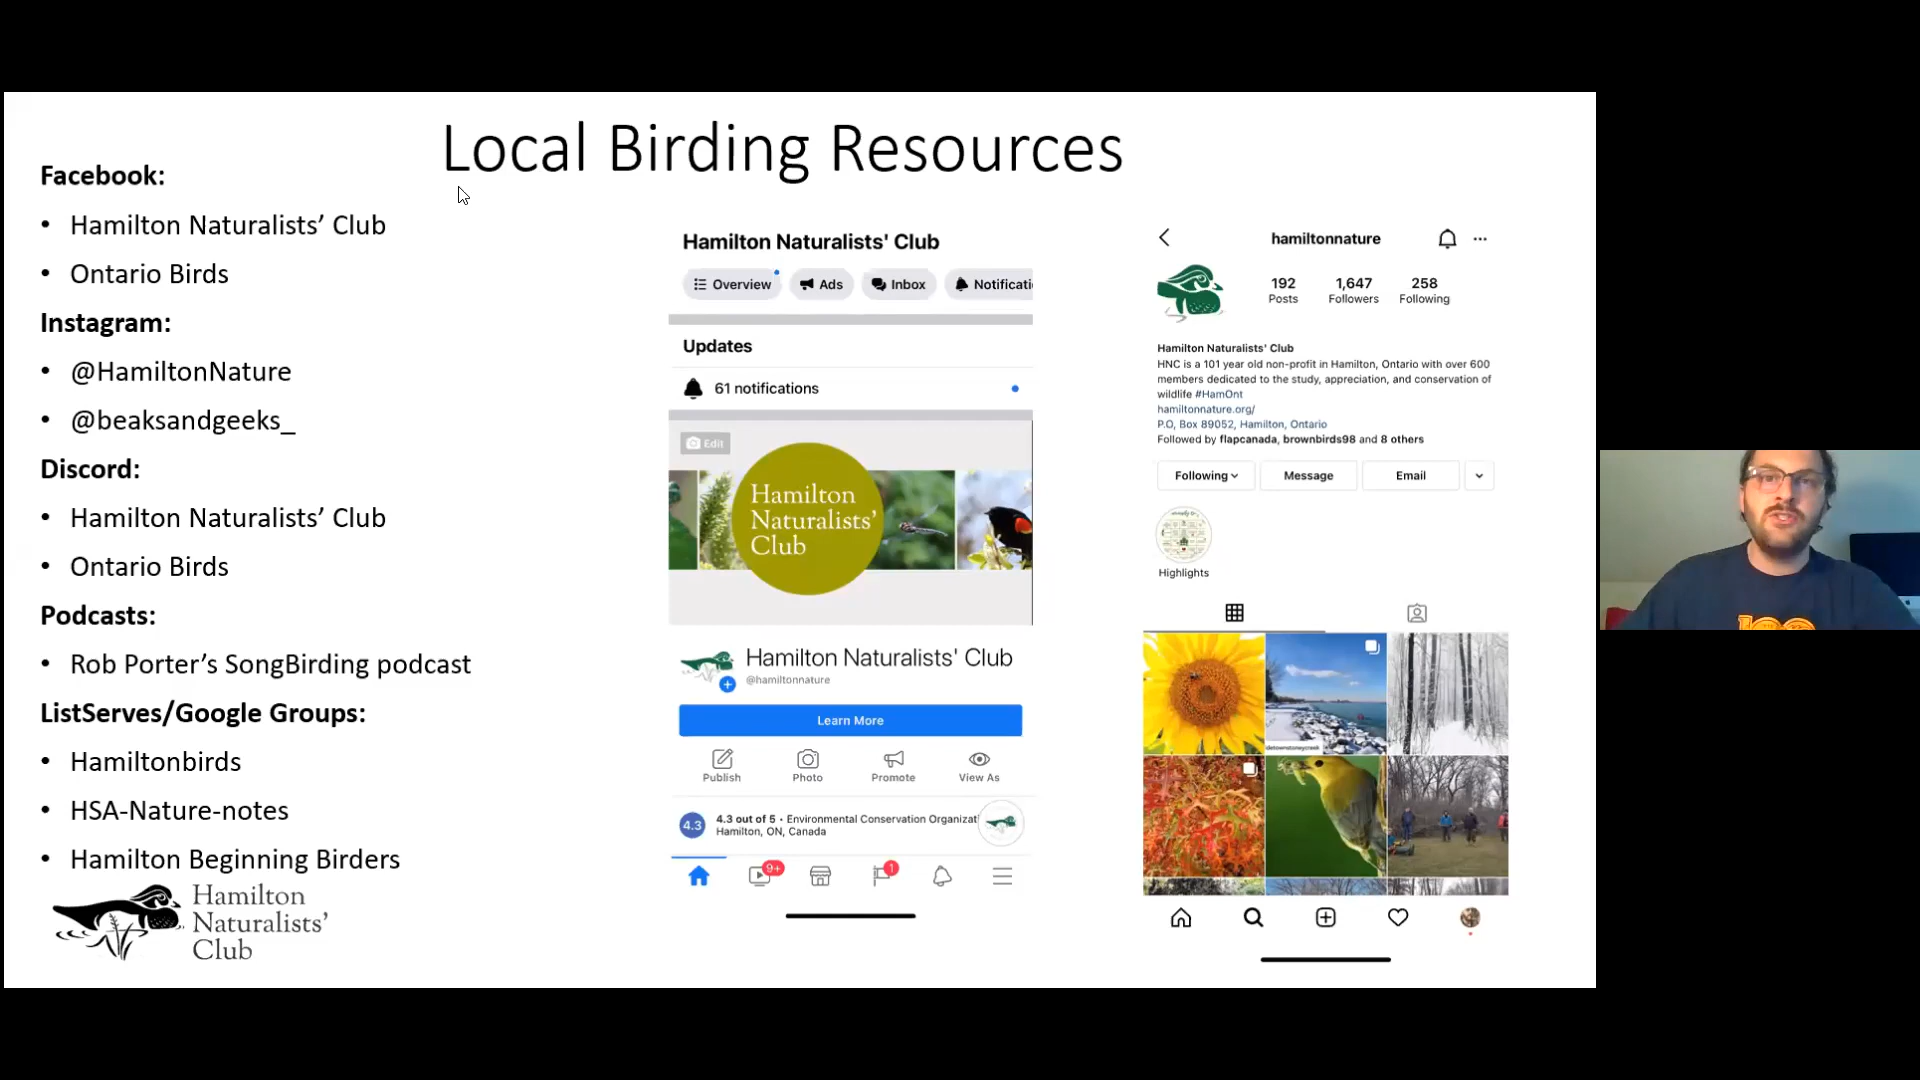 Local Birding Resources
Facebook:
• Hamilton Naturalists’ Club
• Ontario Birds
Instagram:
• @HamiltonNature
• @beaksandgeeks_
Discord:
• Hamilton Naturalists’ Club
• Ontario Birds
Podcasts:
• Rob Porter’s SongBirding podcast
ListServes/Google Groups:
• Hamiltonbirds
• HSA-Nature-notes
• Hamilton Beginning Birders
Hamilton
Naturalists’
Club
Hamilton Naturalists' Club
Overview Ads Inbox Notificati
Updates
61 notifications
Edit
Hamilton
Naturalists’
Club
Hamilton Naturalists' Club
@hamiltonnature
Learn More
Publish Photo Promote View As
4.3
4.3 out of 5 • Environmental Conservation Organizat
Hamilton, ON, Canada
9+ 1
hamiltonnature
192 1,647 258
Posts Followers Following
Hamilton Naturalists' Club
HNC is a 101 year old non-profit in Hamilton, Ontario with over 600
members dedicated to the study, appreciation, and conservation of
wildlife #HamOnt
hamiltonnature.org/
P.O, Box 89052, Hamilton, Ontario
Followed by flapcanada, brownbirds98 and 8 others
Following Message Email
Highlights